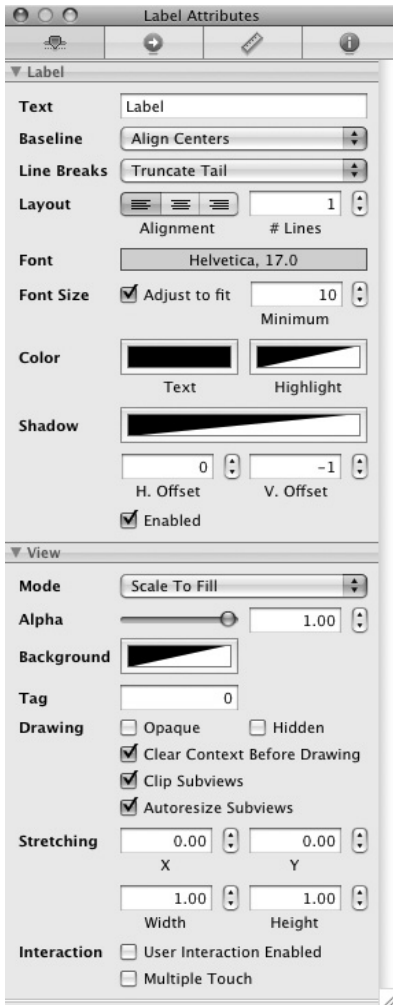 Label Attributes
Label
Text Label
Baseline Align Centers
Line Breaks Truncate Tail
Layout 1
Alignment # Lines
Font Helvetica, 17.0
Font Size Adjust to fit 10
Minimum
Color
Text Highlight
Shadow
0 -1
H. Offset V. Offset
Enabled
View
Mode Scale To Fill
Alpha 1.00
Background
Tag 0
Drawing Opaque Hidden
Clear Context Before Drawing
Clip Subviews
Autoresize Subviews
Stretching 0.00 0.00
X Y
1.00 1.00
Width Height
Interaction User Interaction Enabled
Multiple Touch